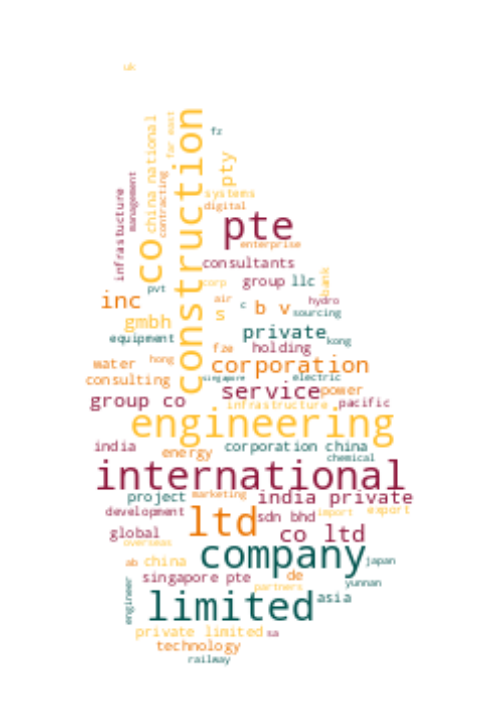 uk
construction
china national
far east
fz
co
pty
systems
management
contracting
infrastucture
digital
pte
enterprise
consultants
pvt
corp
group
llc
bank
inc
air
c
b v
hydro
s
sourcing
gmbh
private
equipment
kong
fze
holding
water
hong
corporation
consulting
singapore
electric
service
power
group co
infrastructure
pacific
engineering
india
corporation china
energy
chemical
international
project
marketing
india private
development
ltd
sdn bhd
import
export
global
co ltd
overseas
company
ab
china
japan
singapore pte
de
yunnan
engineer
partners
limited
asia
private limited
sa
technology
railway